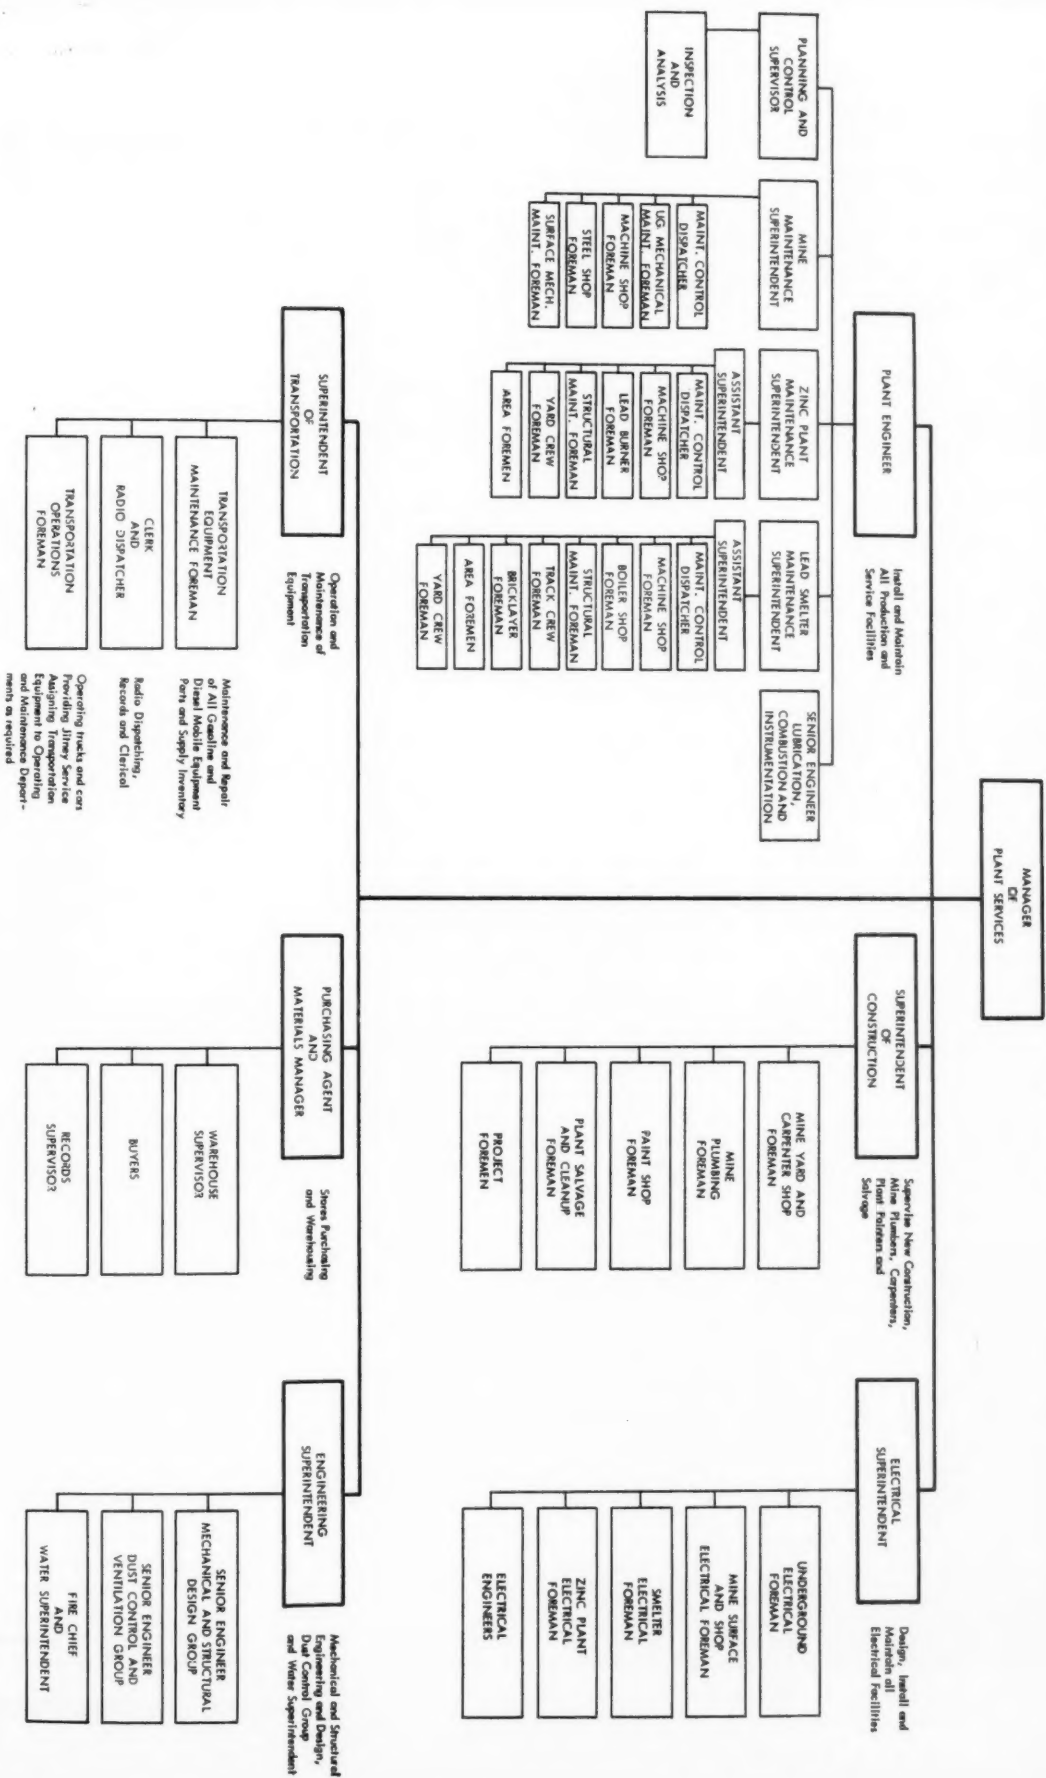 MANAGER
OF
PLANT SERVICES
PLANT ENGINEER
Install and Maintain
All Production and
Service Facilities
PLANNING AND
CONTROL
SUPERVISOR
INSPECTION
AND
ANALYSIS
MINE
MAINTENANCE
SUPERINTENDENT
MAINT. CONTROL
DISPATCHER
UG MECHANICAL
MAINT. FOREMAN
MACHINE SHOP
FOREMAN
STEEL SHOP
FOREMAN
SURFACE MECH.
MAINT. FOREMAN
ZINC PLANT
MAINTENANCE
SUPERINTENDENT
ASSISTANT
SUPERINTENDENT
MAINT. CONTROL
DISPATCHER
MACHINE SHOP
FOREMAN
LEAD BURNER
FOREMAN
STRUCTURAL
MAINT. FOREMAN
YARD CREW
FOREMAN
AREA FOREMEN
LEAD SMELTER
MAINTENANCE
SUPERINTENDENT
ASSISTANT
SUPERINTENDENT
MAINT. CONTROL
DISPATCHER
MACHINE SHOP
FOREMAN
BOILER SHOP
FOREMAN
STRUCTURAL
MAINT. FOREMAN
TRACK CREW
FOREMAN
BRICKLAYER
FOREMAN
AREA FOREMEN
YARD CREW
FOREMAN
SENIOR ENGINEER
LUBRICATION,
COMBUSTION AND
INSTRUMENTATION
SUPERINTENDENT
OF
CONSTRUCTION
Supervise New Construction,
Mine Plumbers, Carpenters,
Plant Painters and
Salvage
MINE YARD AND
CARPENTER SHOP
FOREMAN
MINE
PLUMBING
FOREMAN
PAINT SHOP
FOREMAN
PLANT SALVAGE
AND CLEANUP
FOREMAN
PROJECT
FOREMEN
ELECTRICAL
SUPERINTENDENT
Design, Install and
Maintain all
Electrical Facilities
UNDERGROUND
ELECTRICAL
FOREMAN
MINE SURFACE
AND SHOP
ELECTRICAL FOREMAN
SMELTER
ELECTRICAL
FOREMAN
ZINC PLANT
ELECTRICAL
FOREMAN
ELECTRICAL
ENGINEERS
SUPERINTENDENT
OF
TRANSPORTATION
Operation and
Maintenance of
Transportation
Equipment
TRANSPORTATION
EQUIPMENT
MAINTENANCE FOREMAN
Maintenance and Repair
of All Gasoline and
Diesel Mobile Equipment
Parts and Supply Inventory
CLERK
AND
RADIO DISPATCHER
Radio Dispatching,
Records and Clerical
TRANSPORTATION
OPERATIONS
FOREMAN
Operating trucks and cars
Providing Jitney Service
Assigning Transportation
Equipment to Operating
and Maintenance Depart-
ments as required
PURCHASING AGENT
AND
MATERIALS MANAGER
Stores Purchasing
and Warehousing
WAREHOUSE
SUPERVISOR
BUYERS
RECORDS
SUPERVISOR
ENGINEERING
SUPERINTENDENT
Mechanical and Structural
Engineering and Design,
Dust Control Group
and Water Superintendent
SENIOR ENGINEER
MECHANICAL AND STRUCTURAL
DESIGN GROUP
SENIOR ENGINEER
DUST CONTROL AND
VENTILATION GROUP
FIRE CHIEF
AND
WATER SUPERINTENDENT